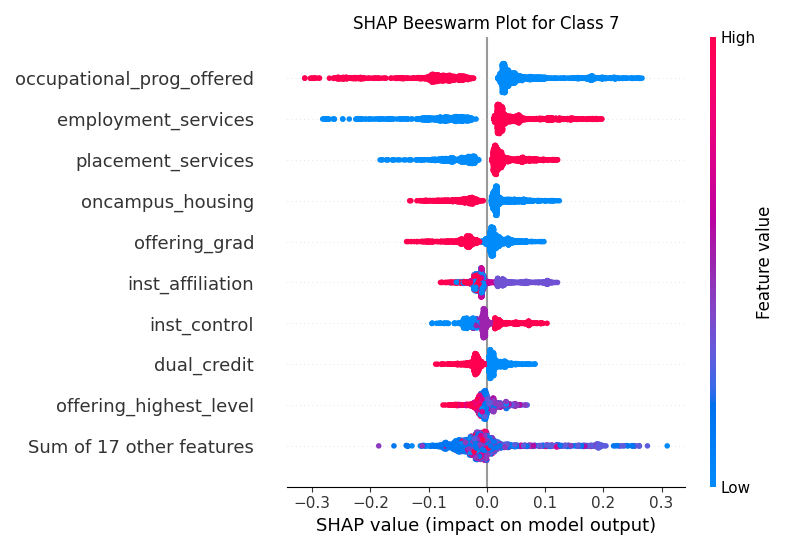 SHAP Beeswarm Plot for Class 7
High
occupational_prog_offered
employment_services
placement_services
oncampus_housing
offering_grad
inst_affiliation
inst_control
dual_credit
offering_highest_level
Sum of 17 other features
Feature value
Low
−0.3 −0.2 −0.1 0.0 0.1 0.2 0.3
SHAP value (impact on model output)